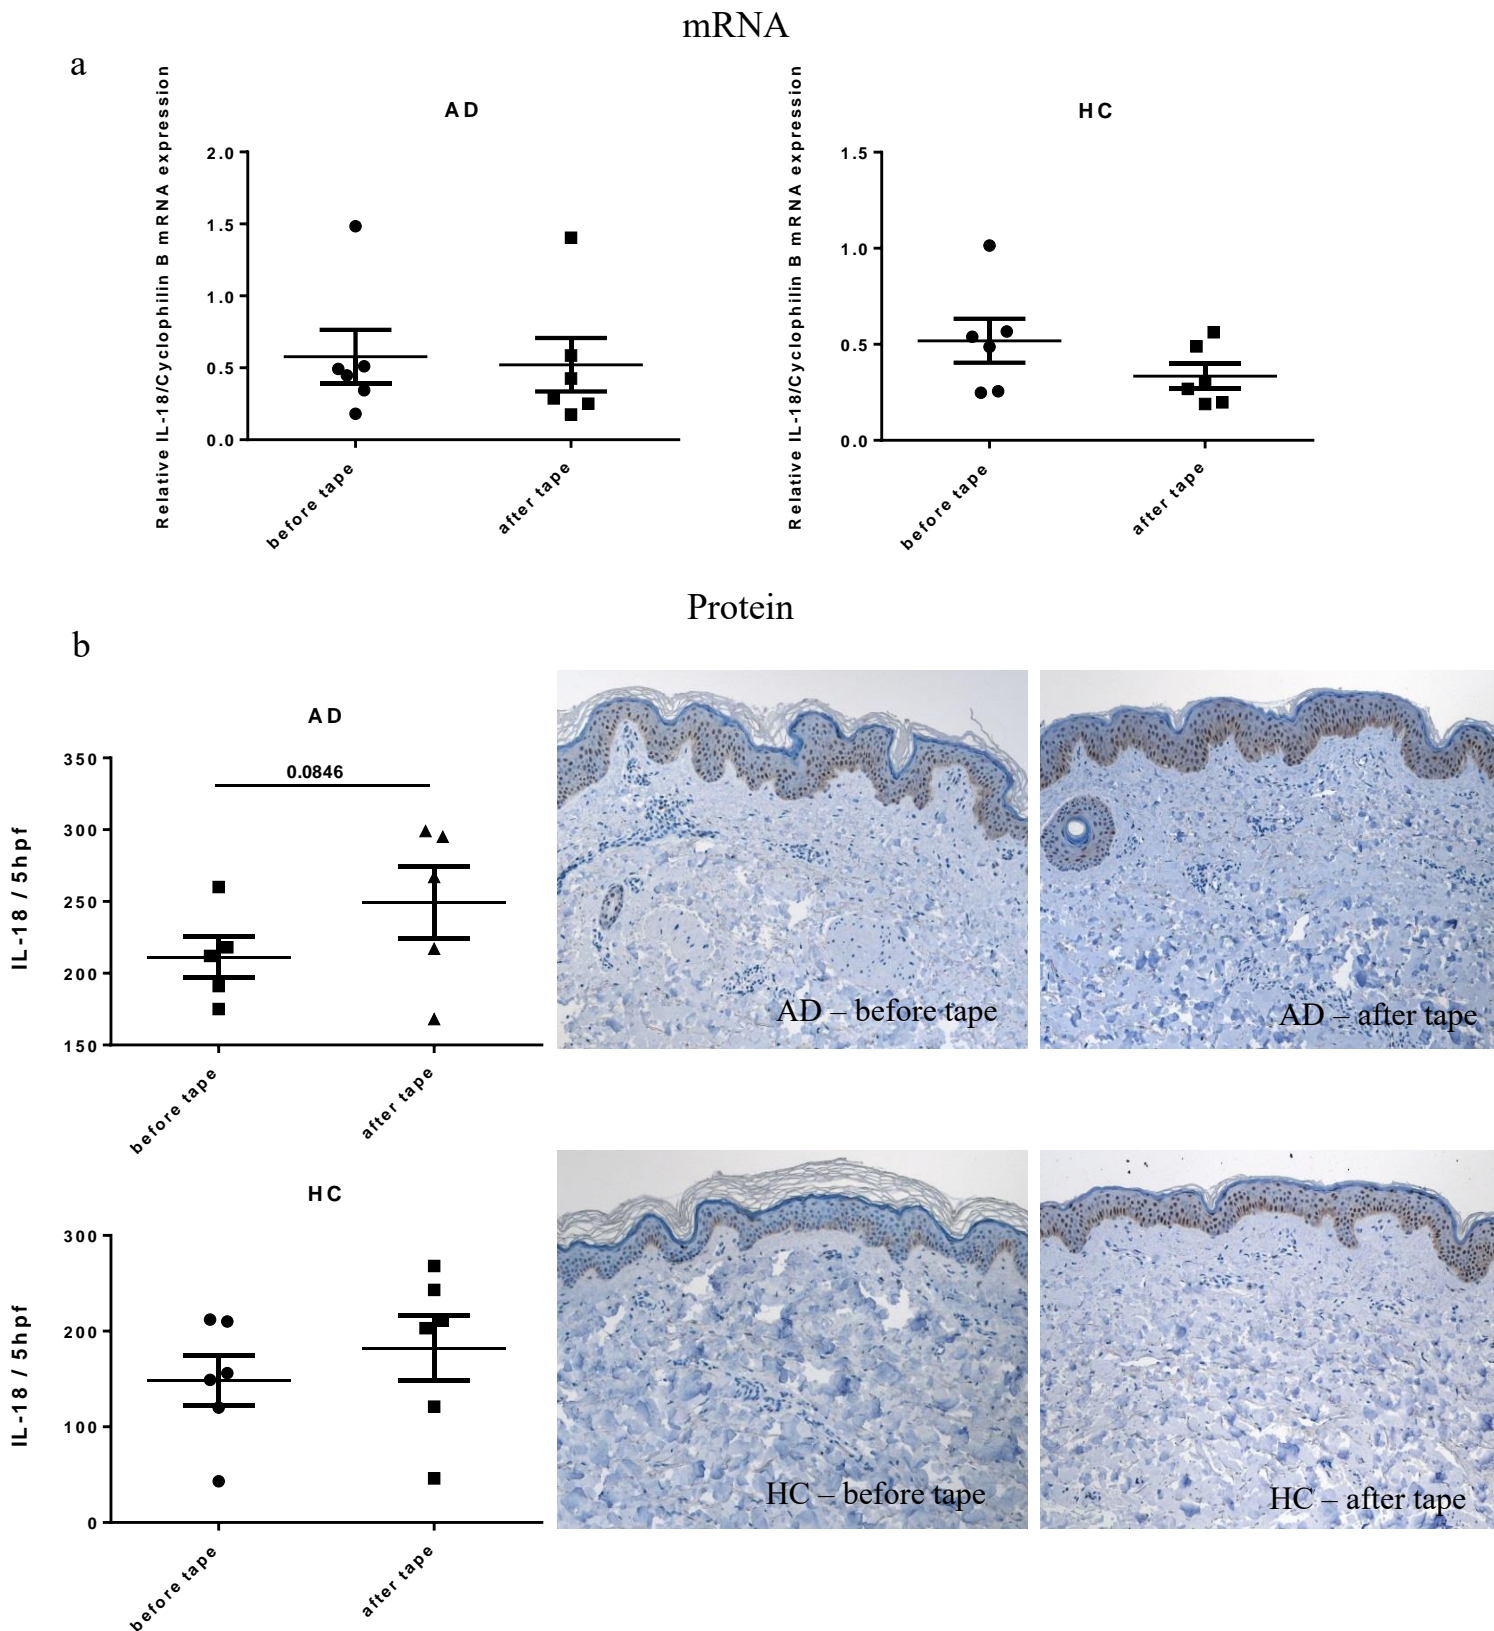 mRNA
a
AD
Relative IL-18/Cyclophilin B mRNA expression
2.0
1.5
1.0
0.5
0.0
before tape
after tape
HC
Relative IL-18/Cyclophilin B mRNA expression
1.5
1.0
0.5
0.0
before tape
after tape
Protein
b
AD
IL-18 / 5hpf
350
300
250
200
150
0.0846
before tape
after tape
AD – before tape
AD – after tape
HC
IL-18 / 5hpf
300
200
100
0
before tape
after tape
HC – before tape
HC – after tape